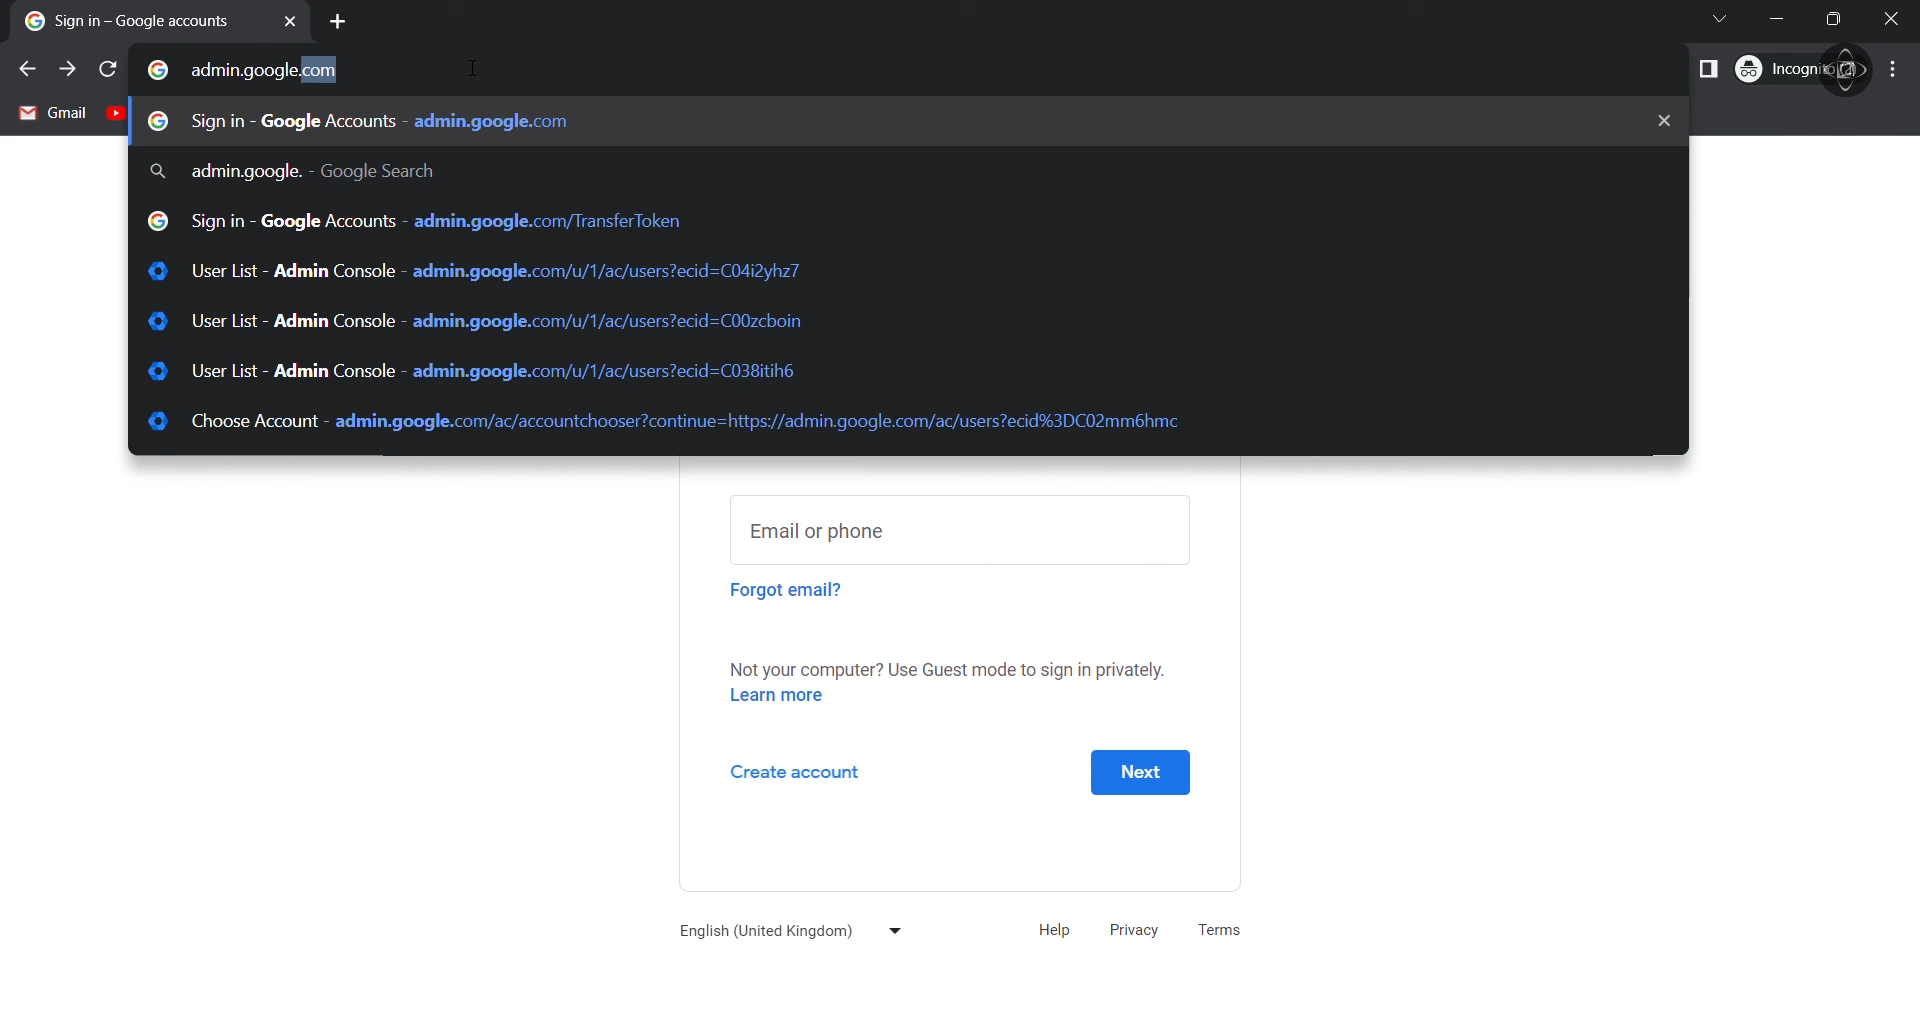 Sign in – Google accounts
admin.google.com
Incognito (2)
Gmail
Sign in - Google Accounts - admin.google.com
admin.google. - Google Search
Sign in - Google Accounts - admin.google.com/TransferToken
User List - Admin Console - admin.google.com/u/1/ac/users?ecid=C04i2yhz7
User List - Admin Console - admin.google.com/u/1/ac/users?ecid=C00zcboin
User List - Admin Console - admin.google.com/u/1/ac/users?ecid=C038itih6
Choose Account - admin.google.com/ac/accountchooser?continue=https://admin.google.com/ac/users?ecid%3DC02mm6hmc
Email or phone
Forgot email?
Not your computer? Use Guest mode to sign in privately.
Learn more
Create account
Next
English (United Kingdom)
Help Privacy Terms